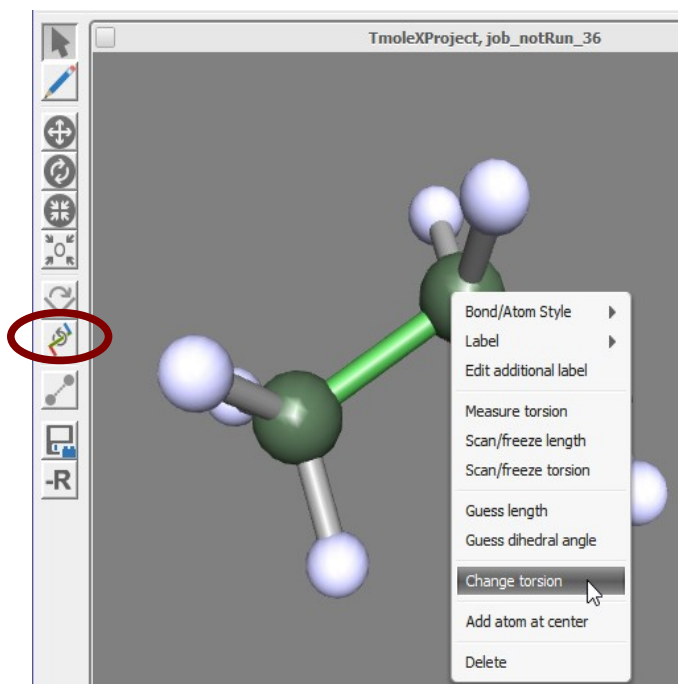 TmoleXProject, job_notRun_36
Bond/Atom Style
Label
Edit additional label
Measure torsion
Scan/freeze length
Scan/freeze torsion
Guess length
Guess dihedral angle
Change torsion
Add atom at center
Delete
-R